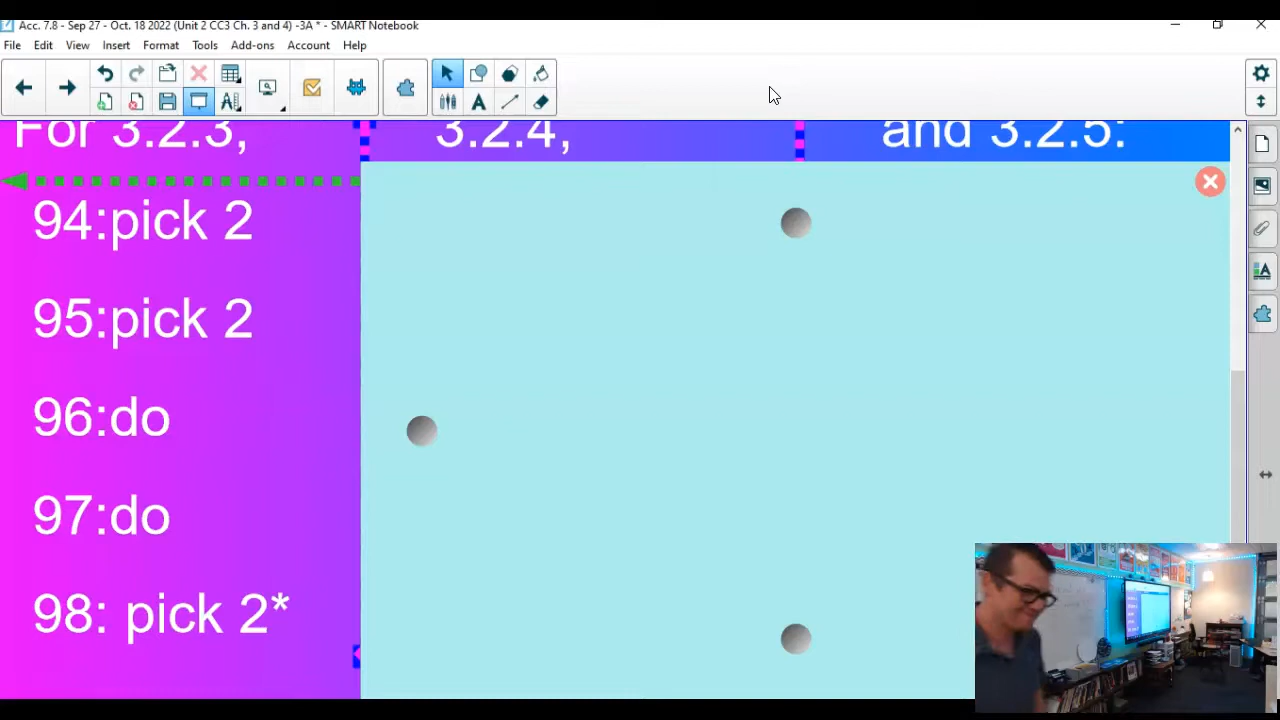 Acc. 7.8 - Sep 27 - Oct. 18 2022 (Unit 2 CC3 Ch. 3 and 4) -3A * - SMART Notebook
File Edit View Insert Format Tools Add-ons Account Help
For 3.2.3, 3.2.4, and 3.2.5:
94:pick 2
95:pick 2
96:do
97:do
98: pick 2*